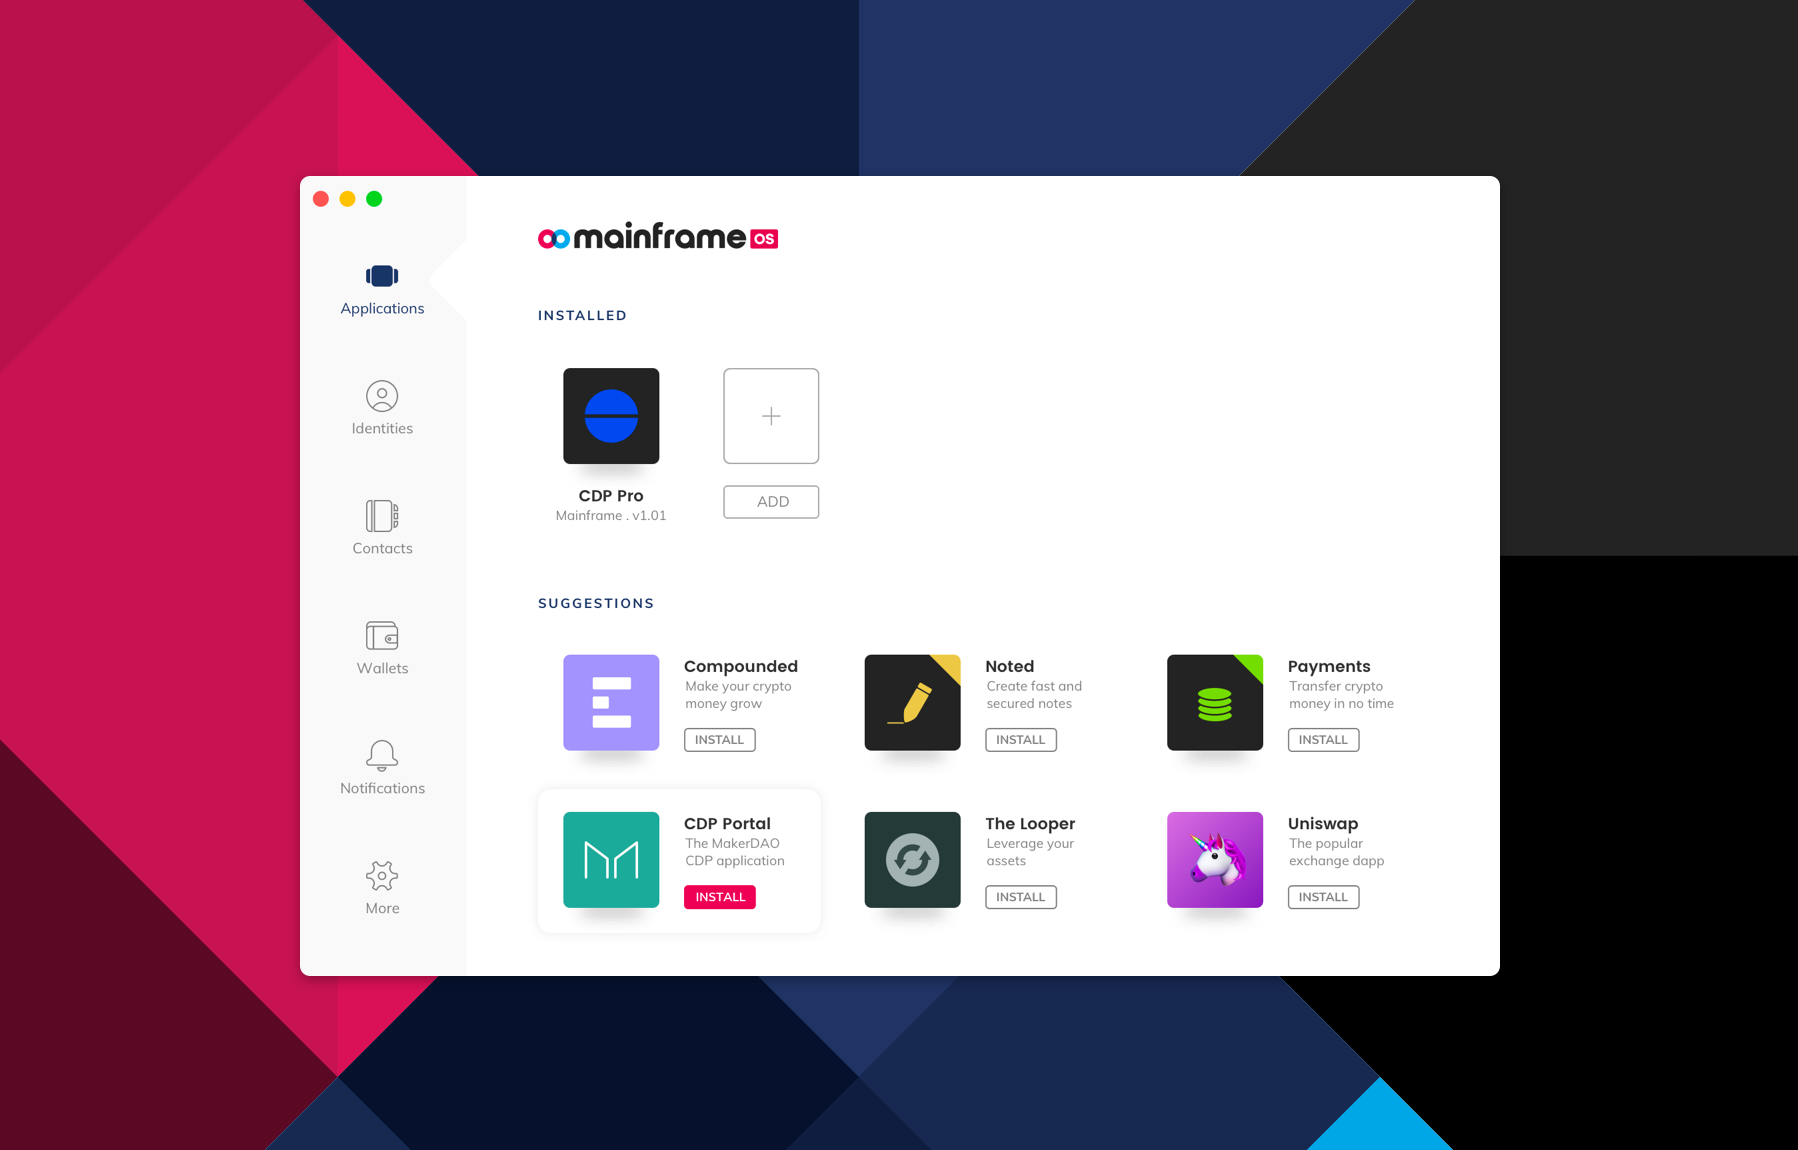 mainframe OS
Applications
Identities
Contacts
Wallets
Notifications
More
INSTALLED
CDP Pro
Mainframe . v1.01
ADD
SUGGESTIONS
Compounded
Make your crypto
money grow
INSTALL
Noted
Create fast and
secured notes
INSTALL
Payments
Transfer crypto
money in no time
INSTALL
CDP Portal
The MakerDAO
CDP application
INSTALL
The Looper
Leverage your
assets
INSTALL
Uniswap
The popular
exchange dapp
INSTALL